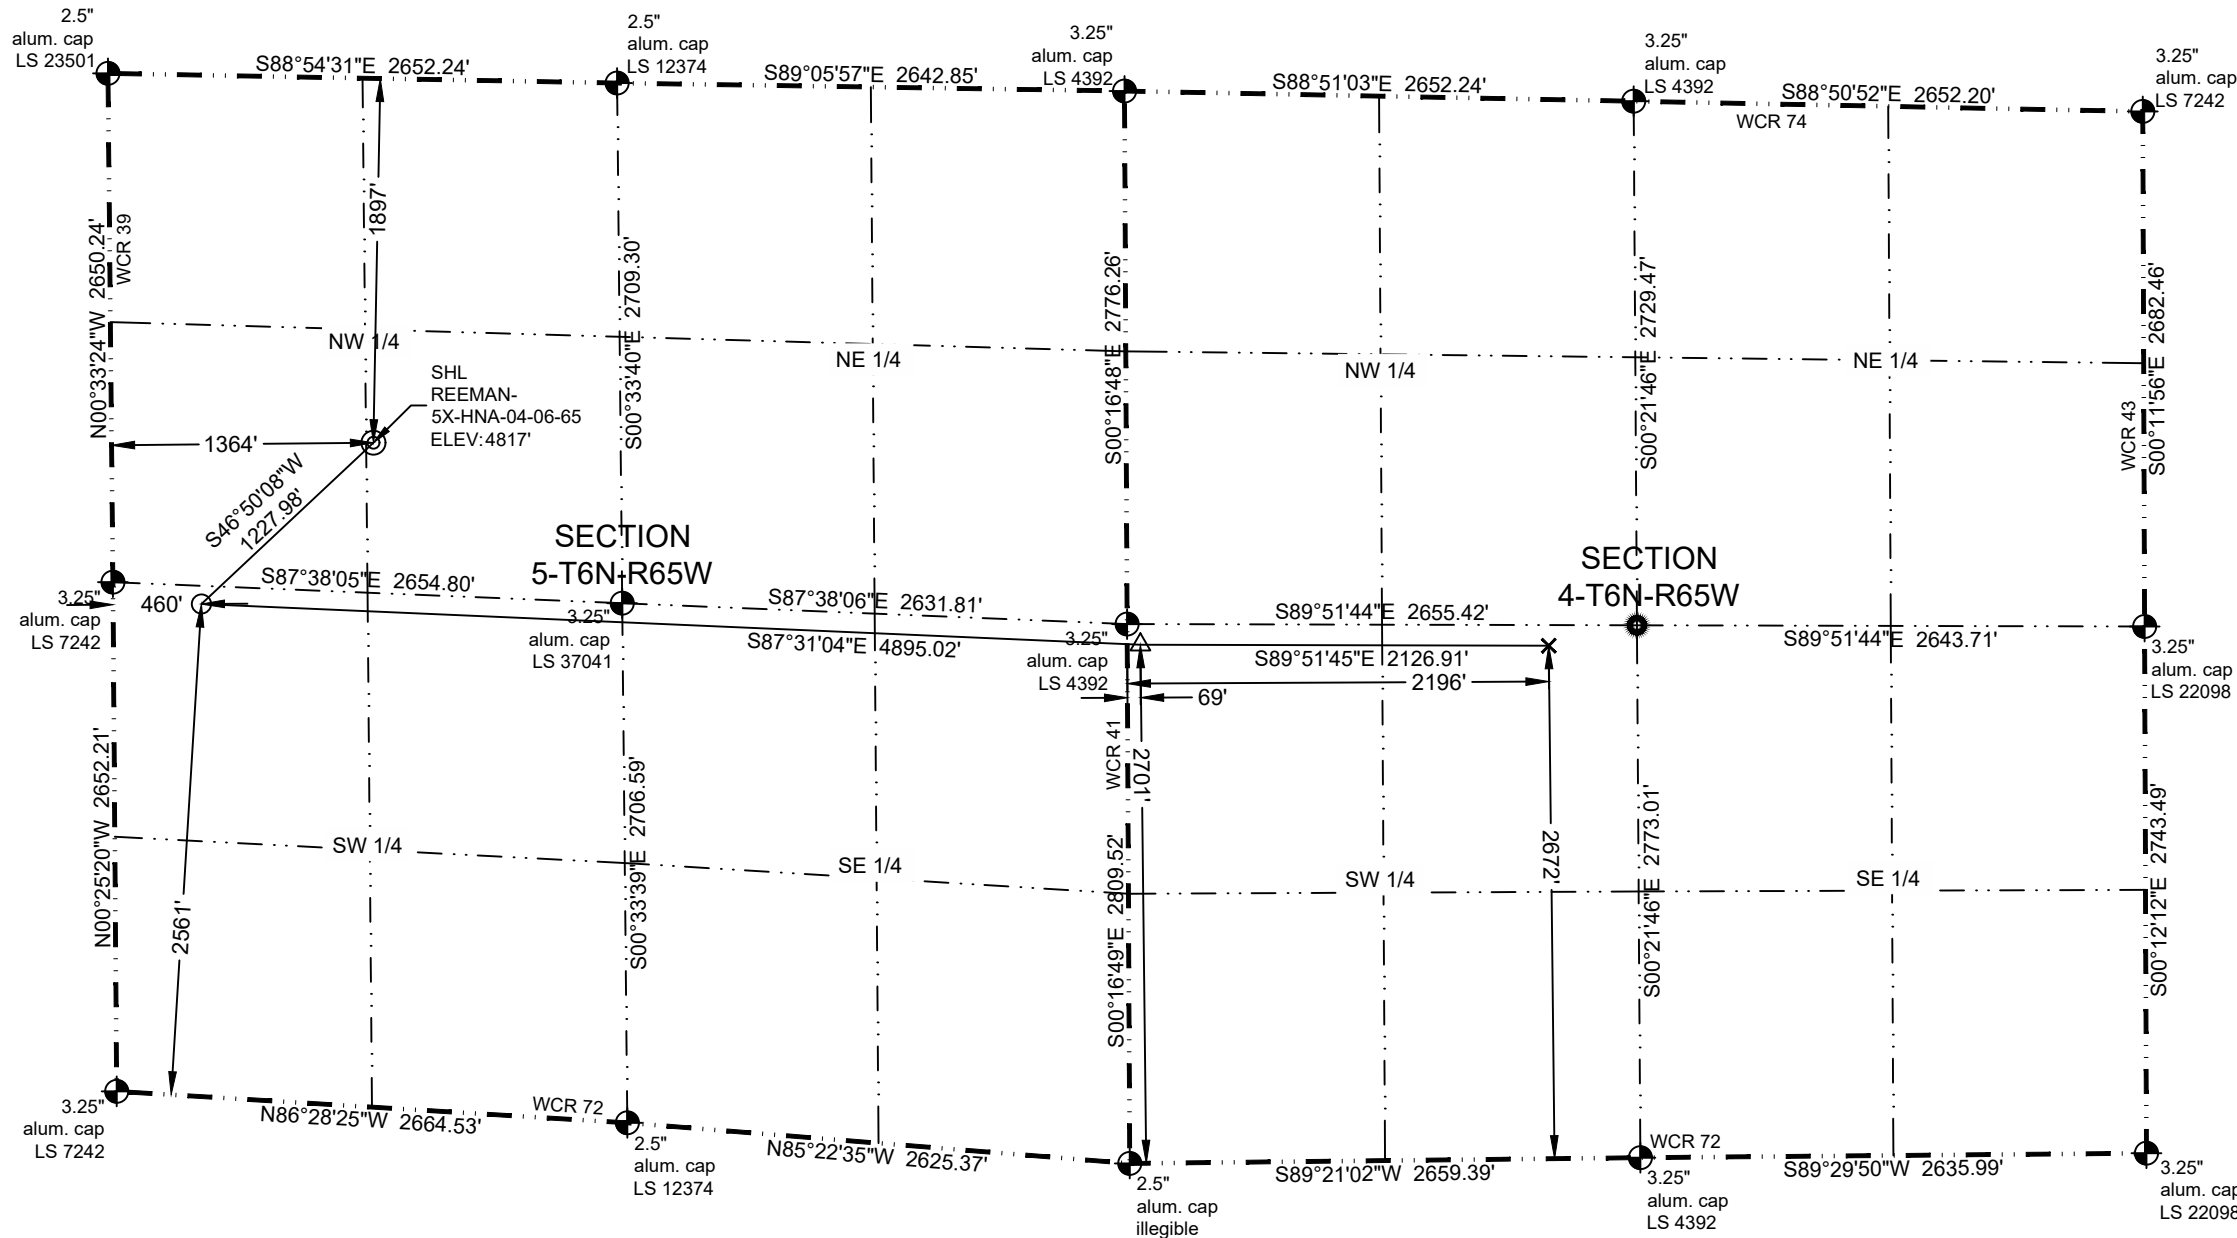 2.5"
alum. cap
LS 23501
S88°54'31"E 2652.24'
2.5"
alum. cap
LS 12374
S89°05'57"E 2642.85'
3.25"
alum. cap
LS 4392
S88°51'03"E 2652.24'
3.25"
alum. cap
LS 4392
S88°50'52"E 2652.20'
WCR 74
3.25"
alum. cap
LS 7242
N00°33'24"W 2650.24'
WCR 39
1897'
S00°33'40"E 2709.30'
S00°16'48"E 2776.26'
S00°21'46"E 2729.47'
WCR 43
S00°11'56"E 2682.46'
NW 1/4
NE 1/4
NW 1/4
NE 1/4
SHL
REEMAN-
5X-HNA-04-06-65
ELEV:4817'
1364'
S46°50'08"W
1227.98'
SECTION
5-T6N-R65W
SECTION
4-T6N-R65W
S87°38'05"E 2654.80'
S87°38'06"E 2631.81'
S89°51'44"E 2655.42'
S89°51'44"E 2643.71'
3.25"
alum. cap
LS 7242
460'
3.25"
alum. cap
LS 37041
S87°31'04"E 4895.02'
3.25"
alum. cap
LS 4392
S89°51'45"E 2126.91'
2196'
69'
3.25"
alum. cap
LS 22098
N00°25'20"W 2652.21'
2561'
S00°33'39"E 2706.59'
WCR 41
S00°16'49"E 2809.52'
2701'
2672'
S00°21'46"E 2773.01'
S00°12'12"E 2743.49'
SW 1/4
SE 1/4
SW 1/4
SE 1/4
3.25"
alum. cap
LS 7242
N86°28'25"W 2664.53'
WCR 72
2.5"
alum. cap
LS 12374
N85°22'35"W 2625.37'
2.5"
alum. cap
illegible
S89°21'02"W 2659.39'
WCR 72
3.25"
alum. cap
LS 4392
S89°29'50"W 2635.99'
3.25"
alum. cap
LS 22098